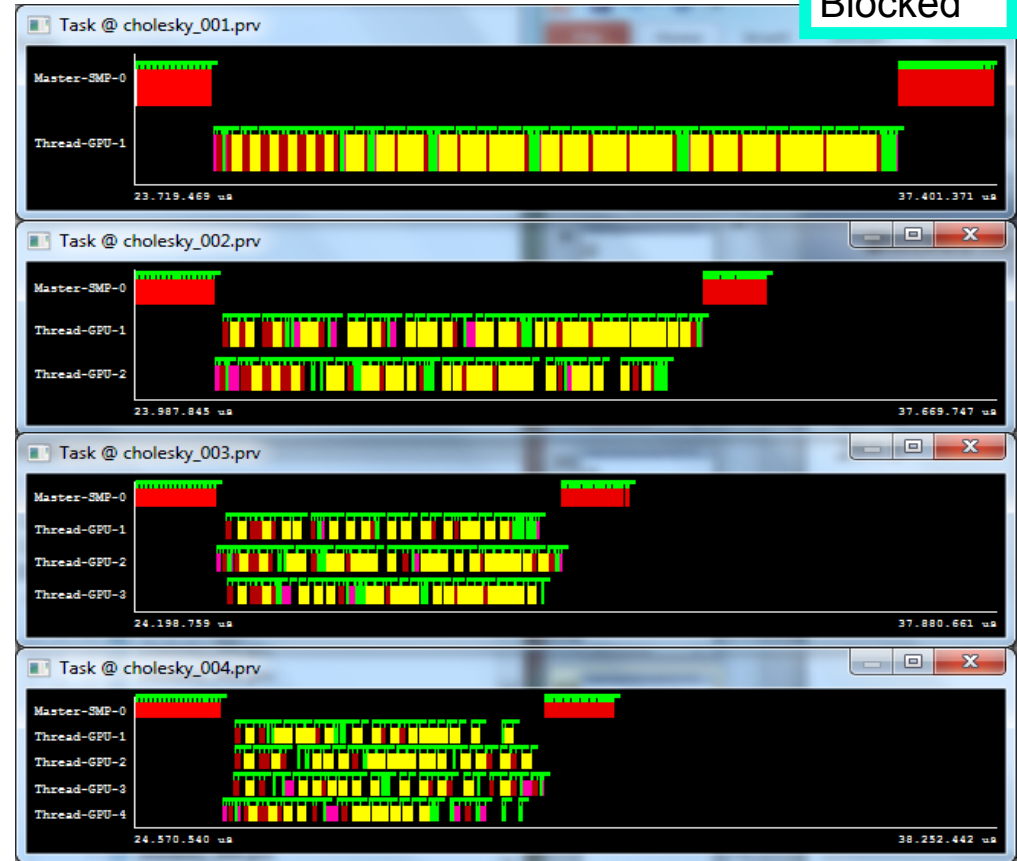 Blocked
Task @ cholesky_001.prv
Master-SMP-0
Thread-GPU-1
23.719.469 us
37.401.371 us
Task @ cholesky_002.prv
Master-SMP-0
Thread-GPU-1
Thread-GPU-2
23.987.845 us
37.669.747 us
Task @ cholesky_003.prv
Master-SMP-0
Thread-GPU-1
Thread-GPU-2
Thread-GPU-3
24.198.759 us
37.880.661 us
Task @ cholesky_004.prv
Master-SMP-0
Thread-GPU-1
Thread-GPU-2
Thread-GPU-3
Thread-GPU-4
24.570.540 us
38.252.442 us